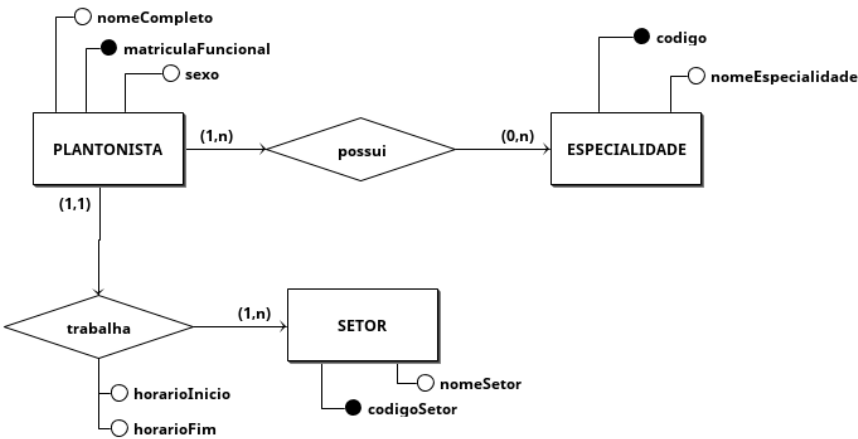 nomeCompleto
matriculaFuncional
sexo
codigo
nomeEspecialidade
PLANTONISTA
(1,n)
possui
(0,n)
ESPECIALIDADE
(1,1)
trabalha
(1,n)
SETOR
horarioInicio
horarioFim
nomeSetor
codigoSetor